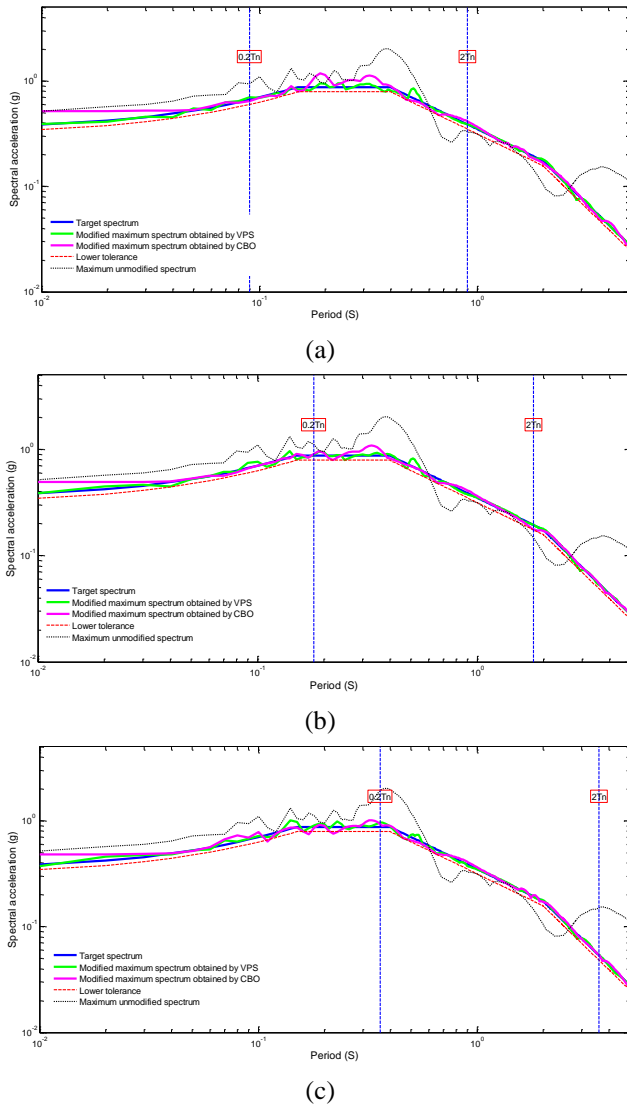 10^1
0.2Tn
2Tn
10^0
Spectral acceleration (g)
10^-1
Target spectrum
Modified maximum spectrum obtained by VPS
Modified maximum spectrum obtained by CBO
Lower tolerance
Maximum unmodified spectrum
10^-2
10^-2
10^-1
10^0
Period (S)
(a)
0.2Tn
2Tn
10^0
Spectral acceleration (g)
10^-1
Target spectrum
Modified maximum spectrum obtained by VPS
Modified maximum spectrum obtained by CBO
Lower tolerance
Maximum unmodified spectrum
10^-2
10^-2
10^-1
10^0
Period (S)
(b)
0.2Tn
2Tn
10^0
Spectral acceleration (g)
10^-1
Target spectrum
Modified maximum spectrum obtained by VPS
Modified maximum spectrum obtained by CBO
Lower tolerance
Maximum unmodified spectrum
10^-2
10^-2
10^-1
10^0
Period (S)
(c)